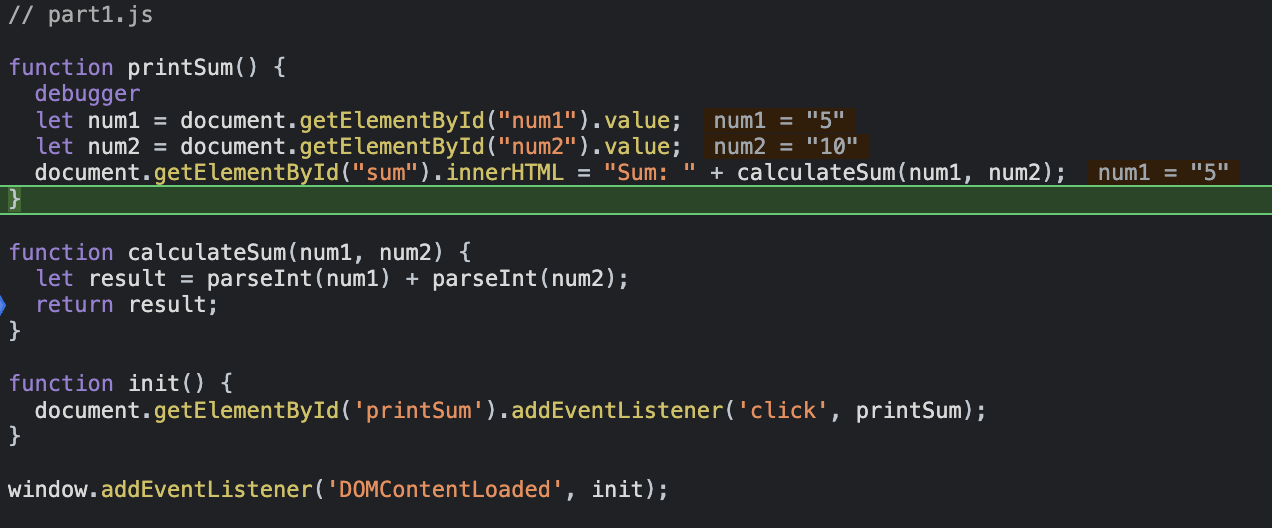 // part1.js
function printSum() {
debugger
let num1 = document.getElementById("num1").value; num1 = "5"
let num2 = document.getElementById("num2").value; num2 = "10"
document.getElementById("sum").innerHTML = "Sum: " + calculateSum(num1, num2); num1 = "5"
}
function calculateSum(num1, num2) {
let result = parseInt(num1) + parseInt(num2);
return result;
}
function init() {
document.getElementById('printSum').addEventListener('click', printSum);
}
window.addEventListener('DOMContentLoaded', init);